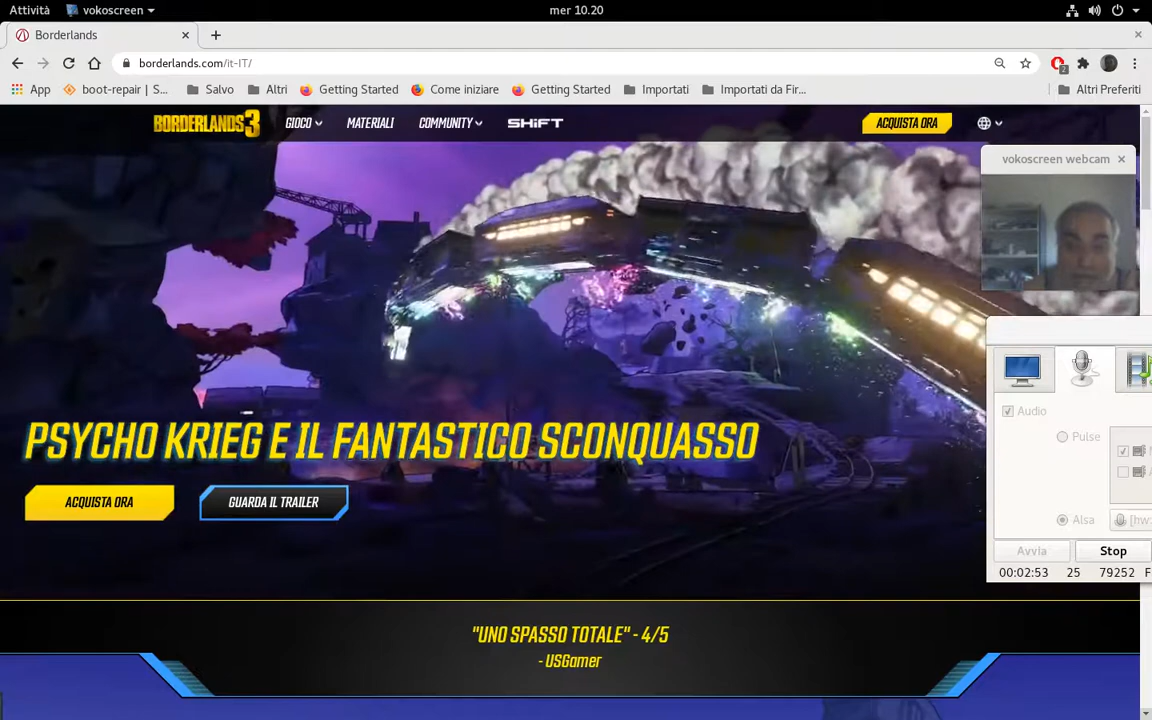 Attività vokoscreen mer 10.20
Borderlands
borderlands.com/it-IT/
App boot-repair | S... Salvo Altri Getting Started Come iniziare Getting Started Importati Importati da Fir... Altri Preferiti
BORDERLANDS 3 GIOCO MATERIALI COMMUNITY SHiFT ACQUISTA ORA
vokoscreen webcam
PSYCHO KRIEG E IL FANTASTICO SCONQUASSO
ACQUISTA ORA GUARDA IL TRAILER
Audio
Pulse
Alsa [hw:
Avvia Stop
00:02:53 25 79252 F
"UNO SPASSO TOTALE" - 4/5
- USGamer